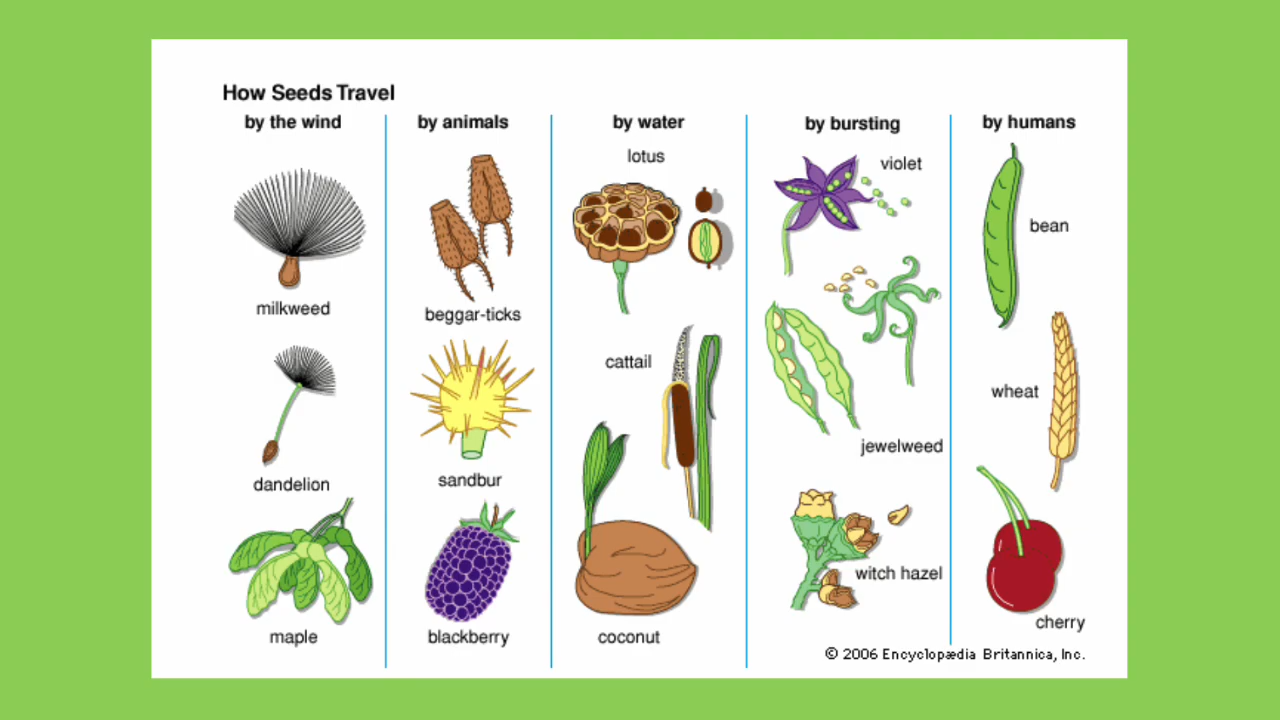 How Seeds Travel
by the wind
milkweed
dandelion
maple
by animals
beggar-ticks
sandbur
blackberry
by water
lotus
cattail
coconut
by bursting
violet
jewelweed
witch hazel
by humans
bean
wheat
cherry
© 2006 Encyclopædia Britannica, Inc.